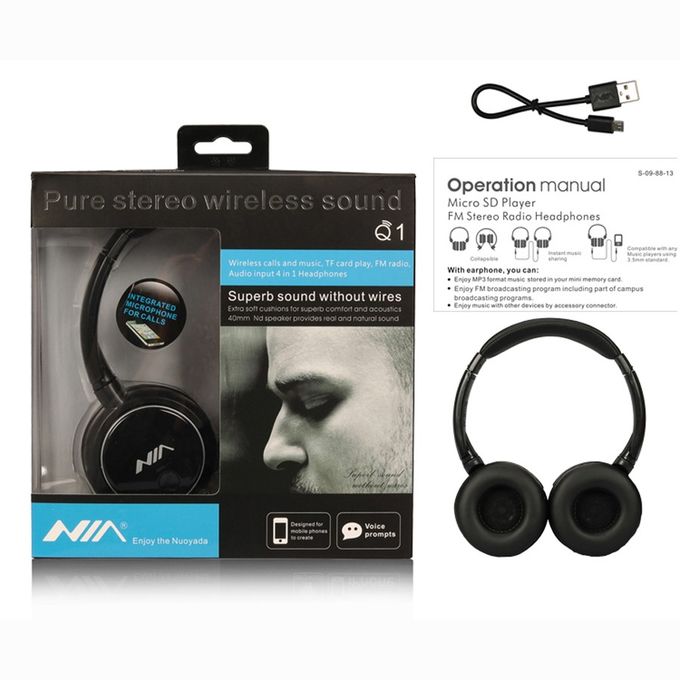 Pure stereo wireless sound
Q1
Wireless calls and music, TF card play, FM radio,
Audio input 4 in 1 Headphones
Superb sound without wires
Extra soft cushions for superb comfort and acoustics
40mm Nd speaker provides real and natural sound
INTEGRATED
MICROPHONE
FOR CALLS
NIA
Superb sound
without wires
NIA®
Enjoy the Nuoyada
Designed for
mobile phones
to create
Voice
prompts
S-09-88-13
Operation manual
Micro SD Player
FM Stereo Radio Headphones
Collapsible
Instant music
sharing
Compatible with any
Music players using
3.5mm standard.
With earphone, you can:
• Enjoy MP3 format music stored in your mini memory card.
• Enjoy FM broadcasting program including part of campus
broadcasting programs.
• Enjoy music with other devices by accessory connector.